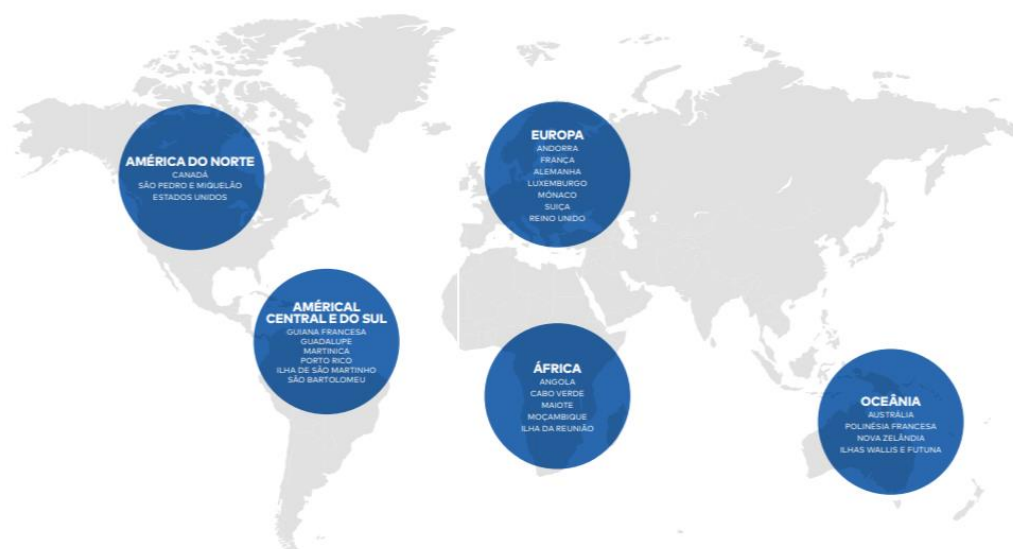 AMÉRICA DO NORTE
CANADÁ
SÃO PEDRO E MIQUELÃO
ESTADOS UNIDOS
EUROPA
ANDORRA
FRANÇA
ALEMANHA
LUXEMBURGO
MÓNACO
SUIÇA
REINO UNIDO
AMÉRICAL
CENTRAL E DO SUL
GUIANA FRANCESA
GUADALUPE
MARTINICA
PORTO RICO
ILHA DE SÃO MARTINHO
SÃO BARTOLOMEU
ÁFRICA
ANGOLA
CABO VERDE
MAIOTE
MOÇAMBIQUE
ILHA DA REUNIÃO
OCEÂNIA
AUSTRÁLIA
POLINÉSIA FRANCESA
NOVA ZELÂNDIA
ILHAS WALLIS E FUTUNA